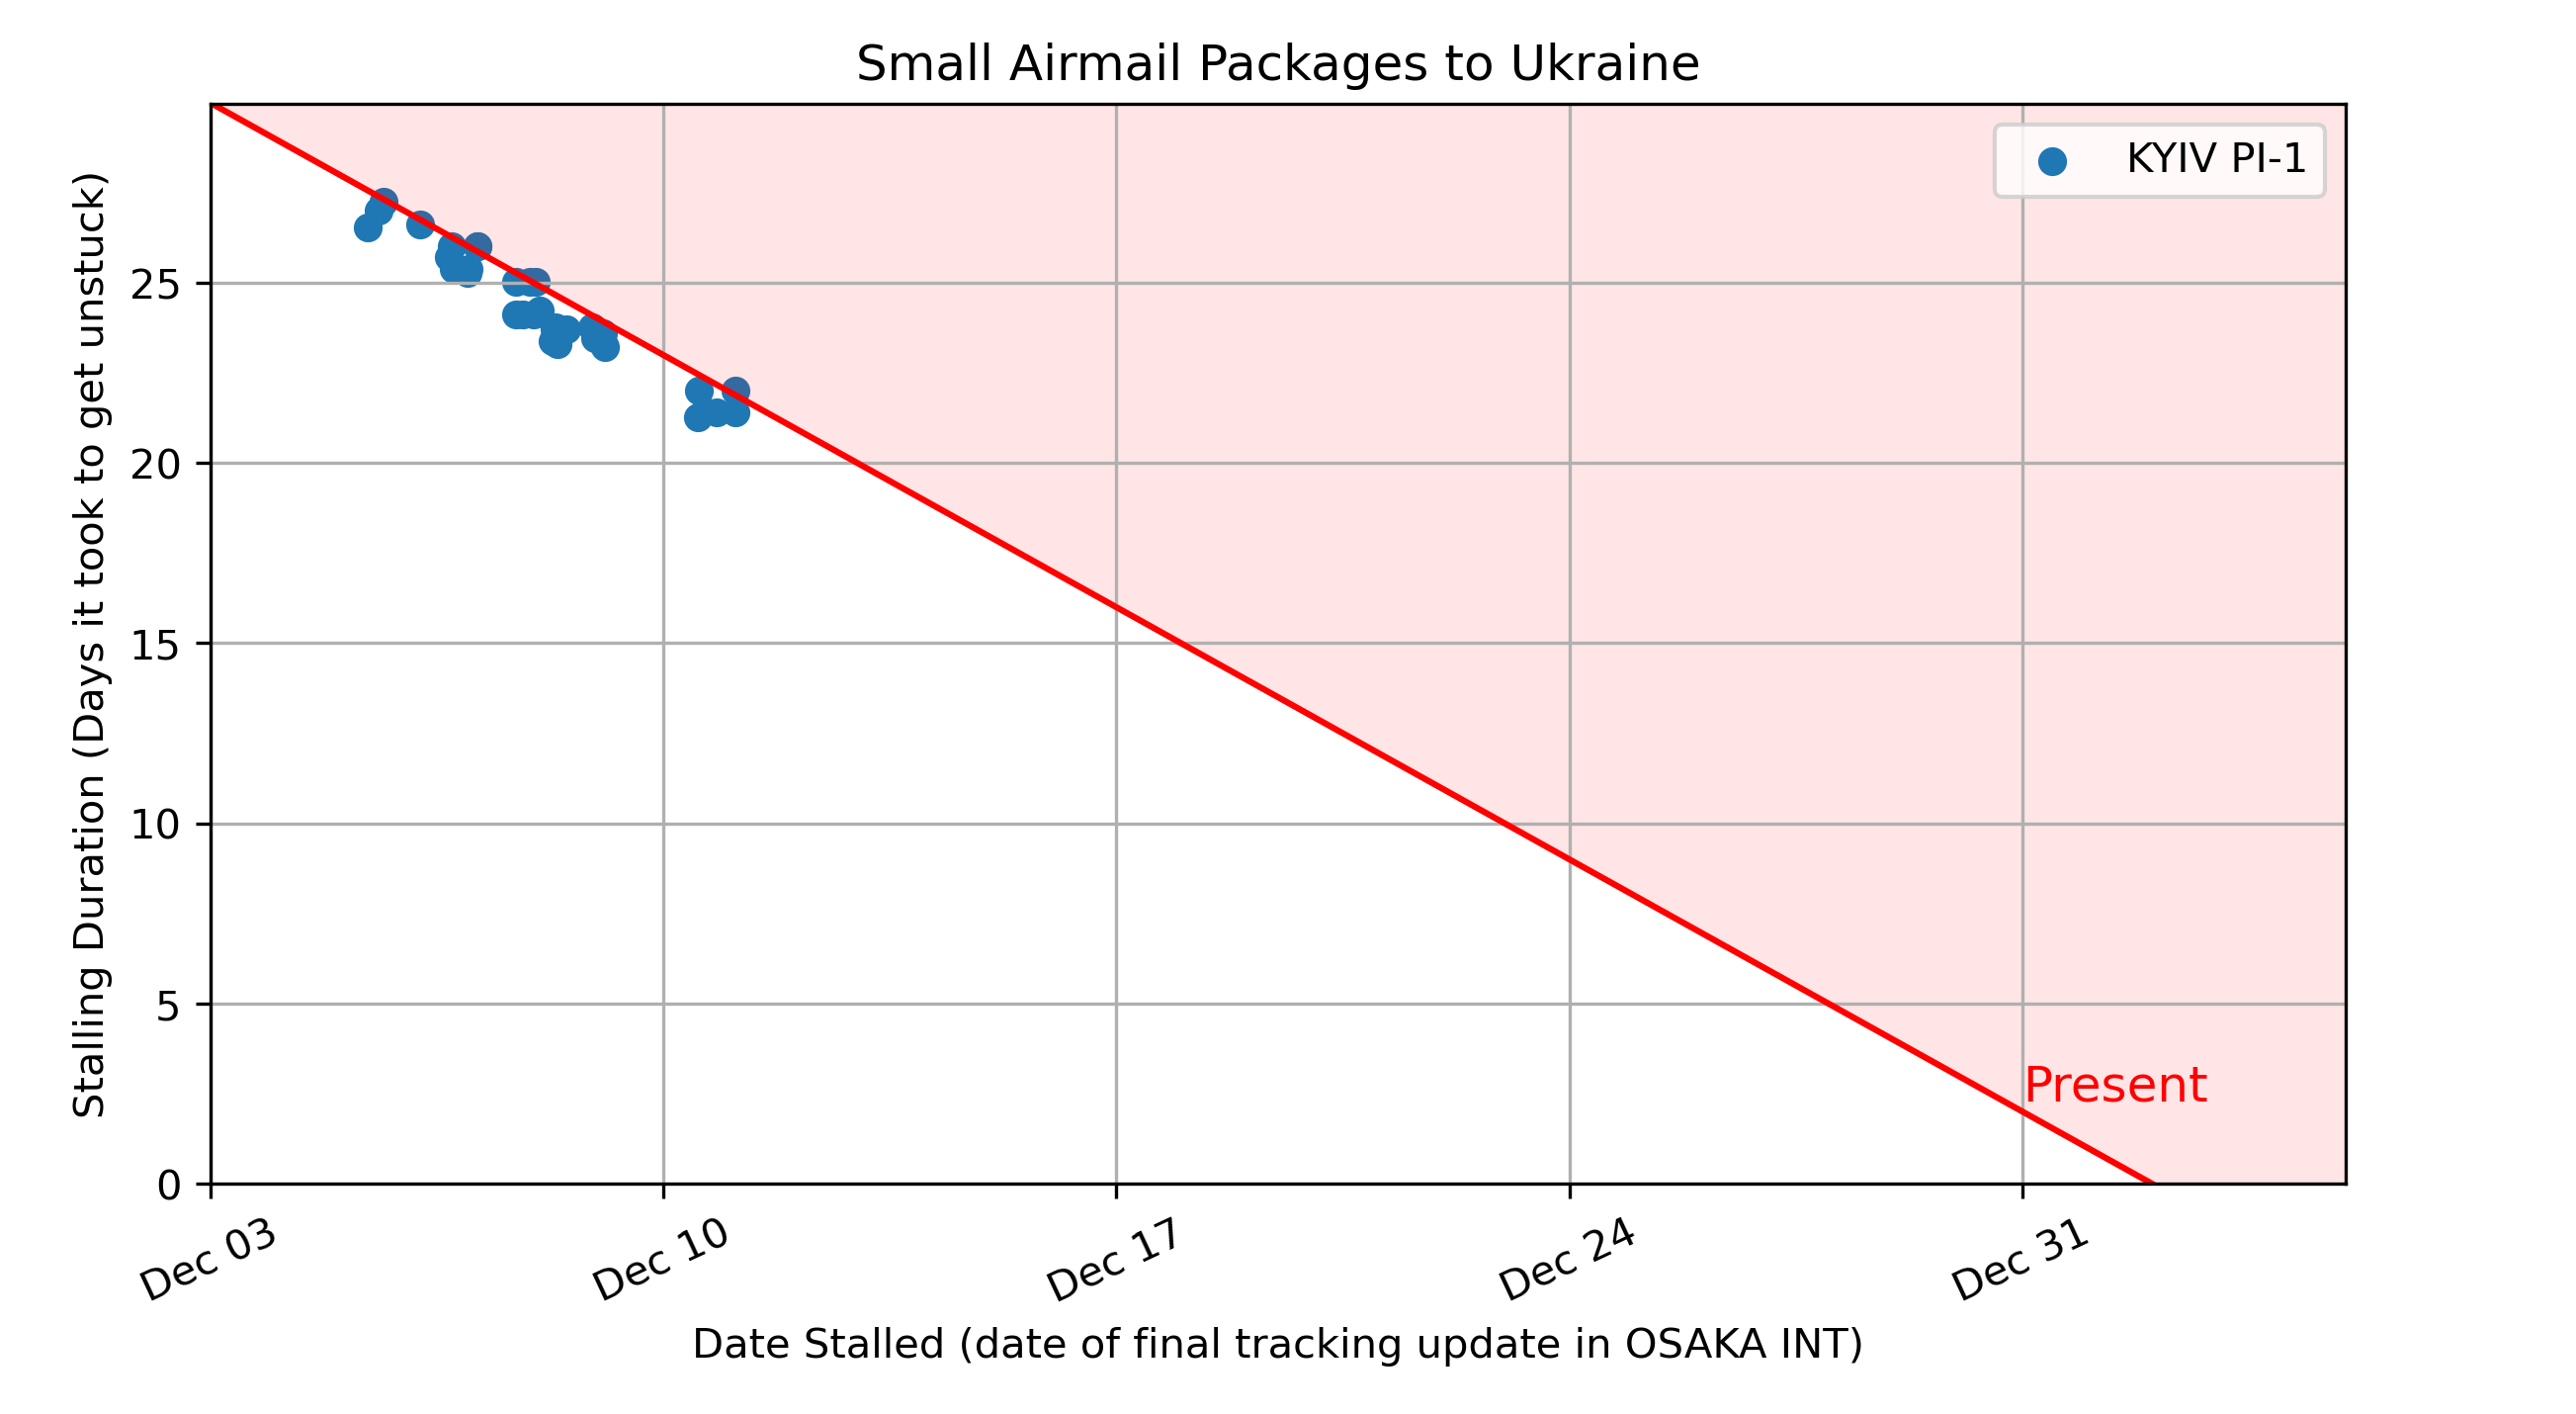 Small Airmail Packages to Ukraine
KYIV PI-1
Stalling Duration (Days it took to get unstuck)
25
20
15
10
5
0
Present
Dec 03
Dec 10
Dec 17
Dec 24
Dec 31
Date Stalled (date of final tracking update in OSAKA INT)